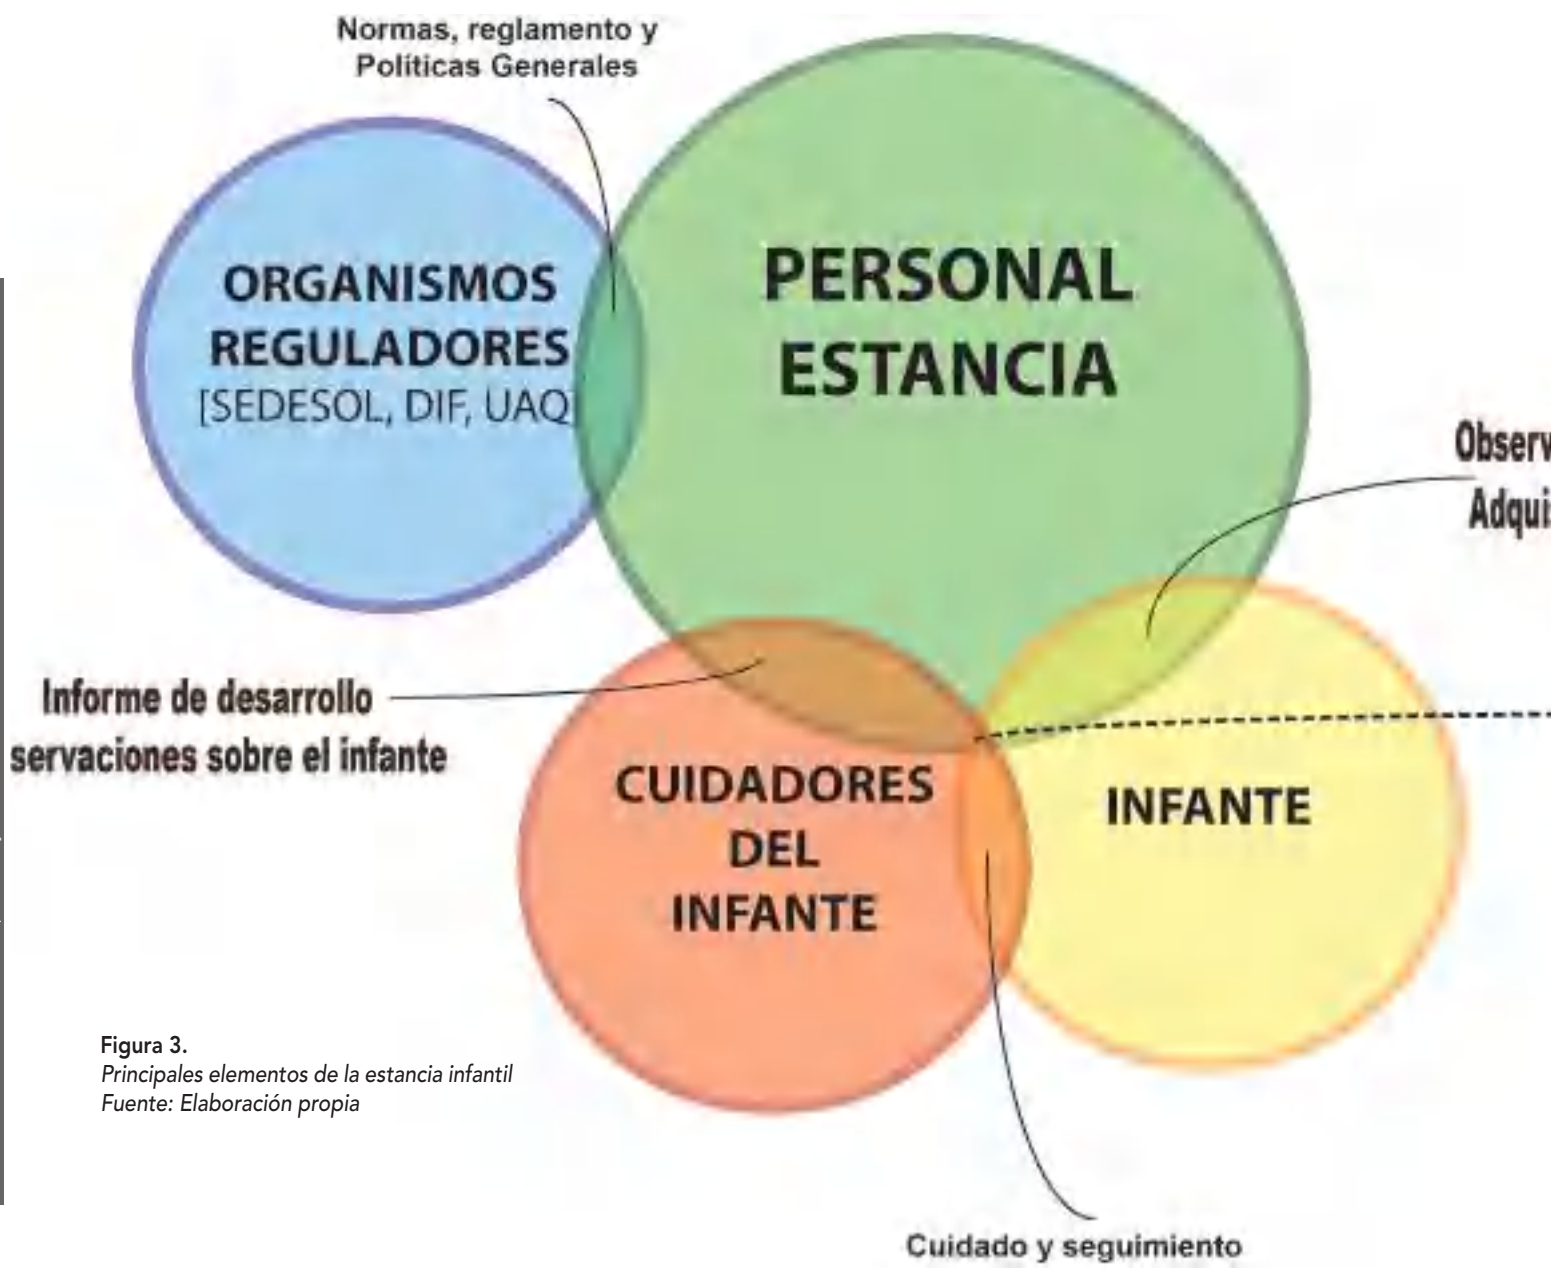 Normas, reglamento y
Políticas Generales
ORGANISMOS
REGULADORES
[SEDESOL, DIF, UAQ]
PERSONAL
ESTANCIA
Observ
Adquis
Informe de desarrollo
servaciones sobre el infante
CUIDADORES
DEL
INFANTE
INFANTE
Figura 3.
Principales elementos de la estancia infantil
Fuente: Elaboración propia
Cuidado y seguimiento